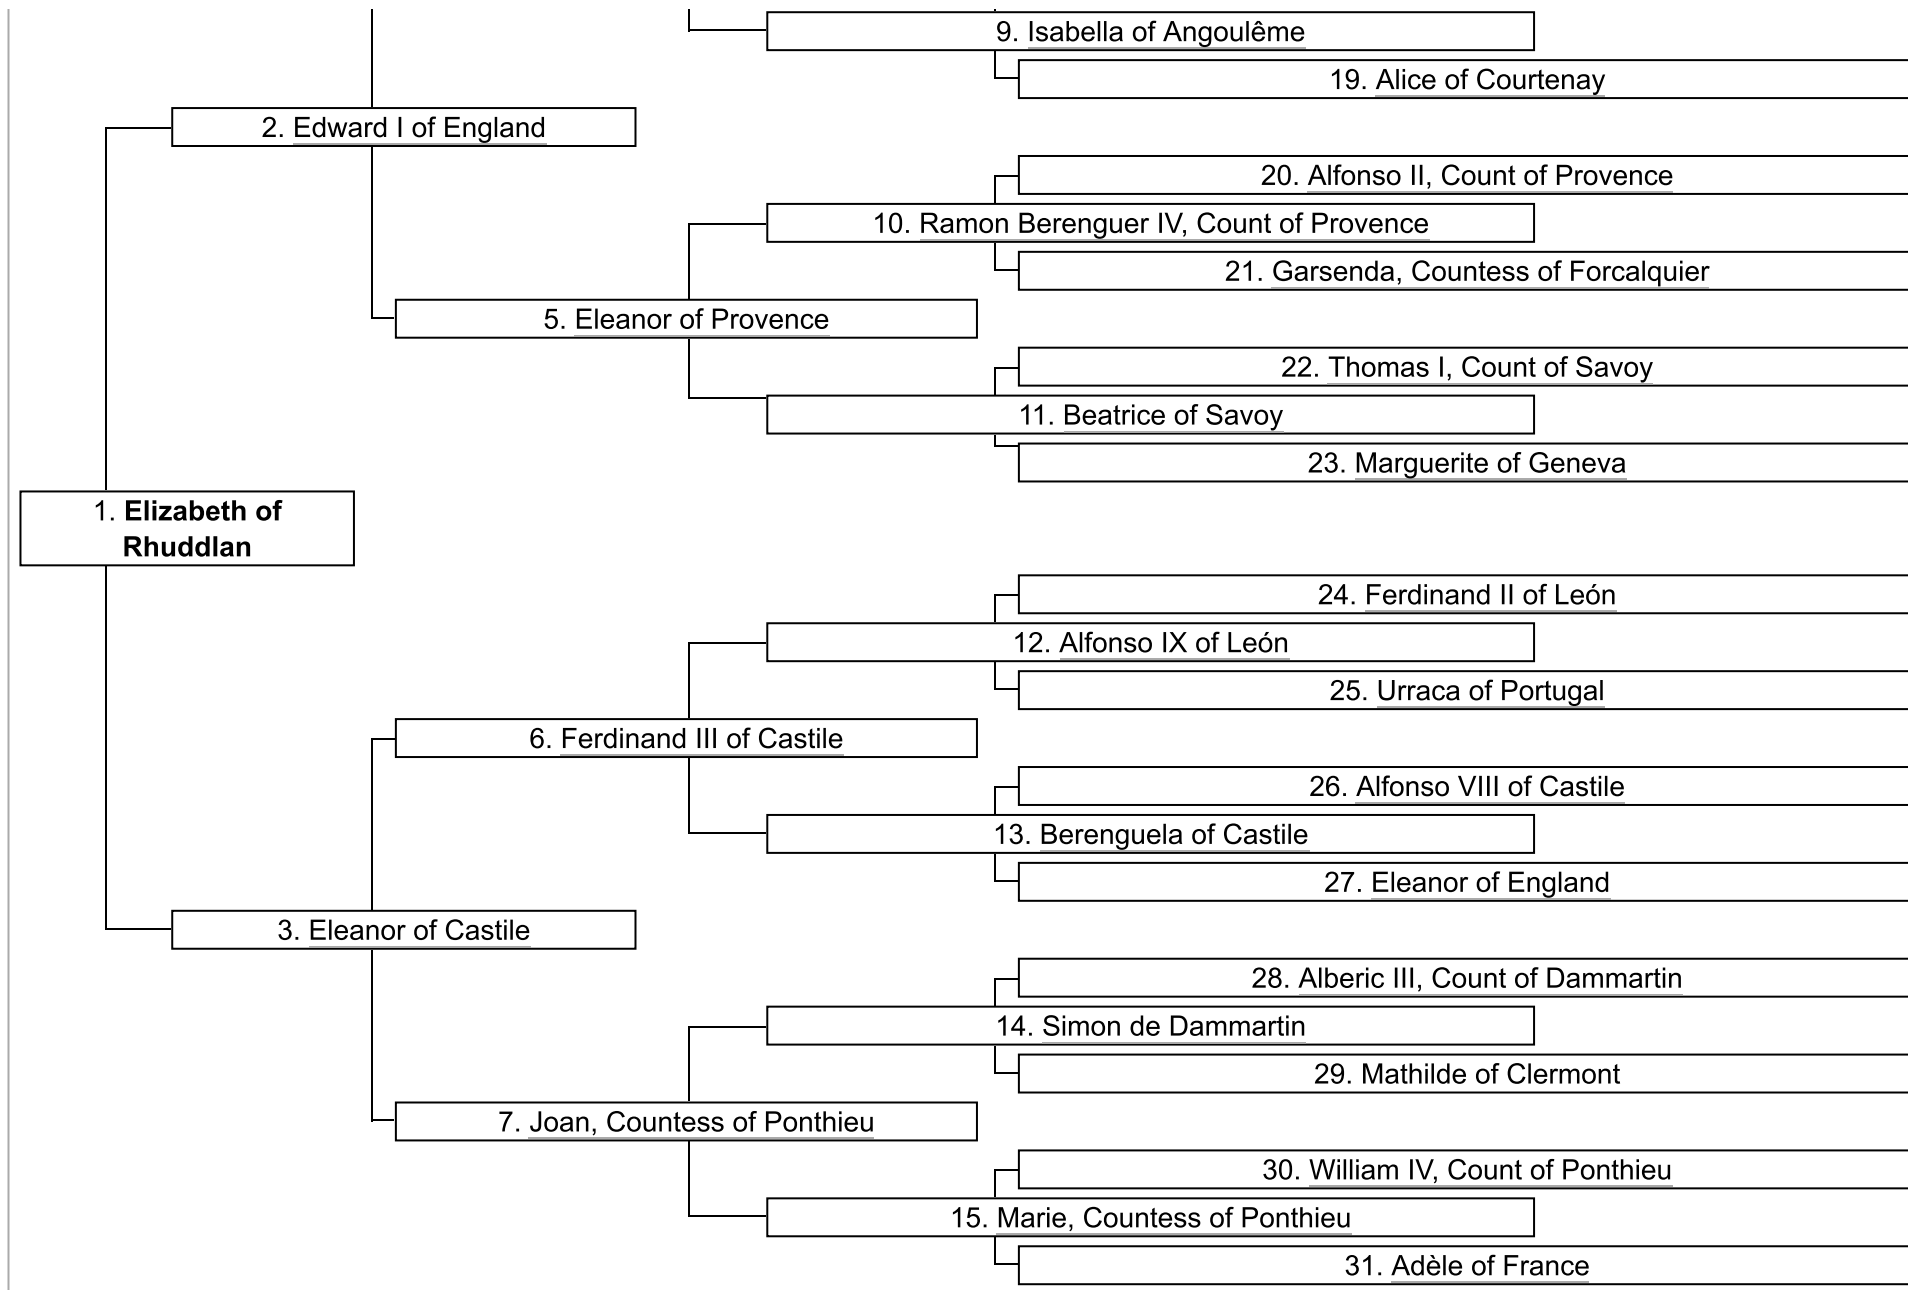 9. Isabella of Angoulême
19. Alice of Courtenay
2. Edward I of England
20. Alfonso II, Count of Provence
10. Ramon Berenguer IV, Count of Provence
21. Garsenda, Countess of Forcalquier
5. Eleanor of Provence
22. Thomas I, Count of Savoy
11. Beatrice of Savoy
23. Marguerite of Geneva
1. Elizabeth of
Rhuddlan
24. Ferdinand II of León
12. Alfonso IX of León
25. Urraca of Portugal
6. Ferdinand III of Castile
26. Alfonso VIII of Castile
13. Berenguela of Castile
27. Eleanor of England
3. Eleanor of Castile
28. Alberic III, Count of Dammartin
14. Simon de Dammartin
29. Mathilde of Clermont
7. Joan, Countess of Ponthieu
30. William IV, Count of Ponthieu
15. Marie, Countess of Ponthieu
31. Adèle of France